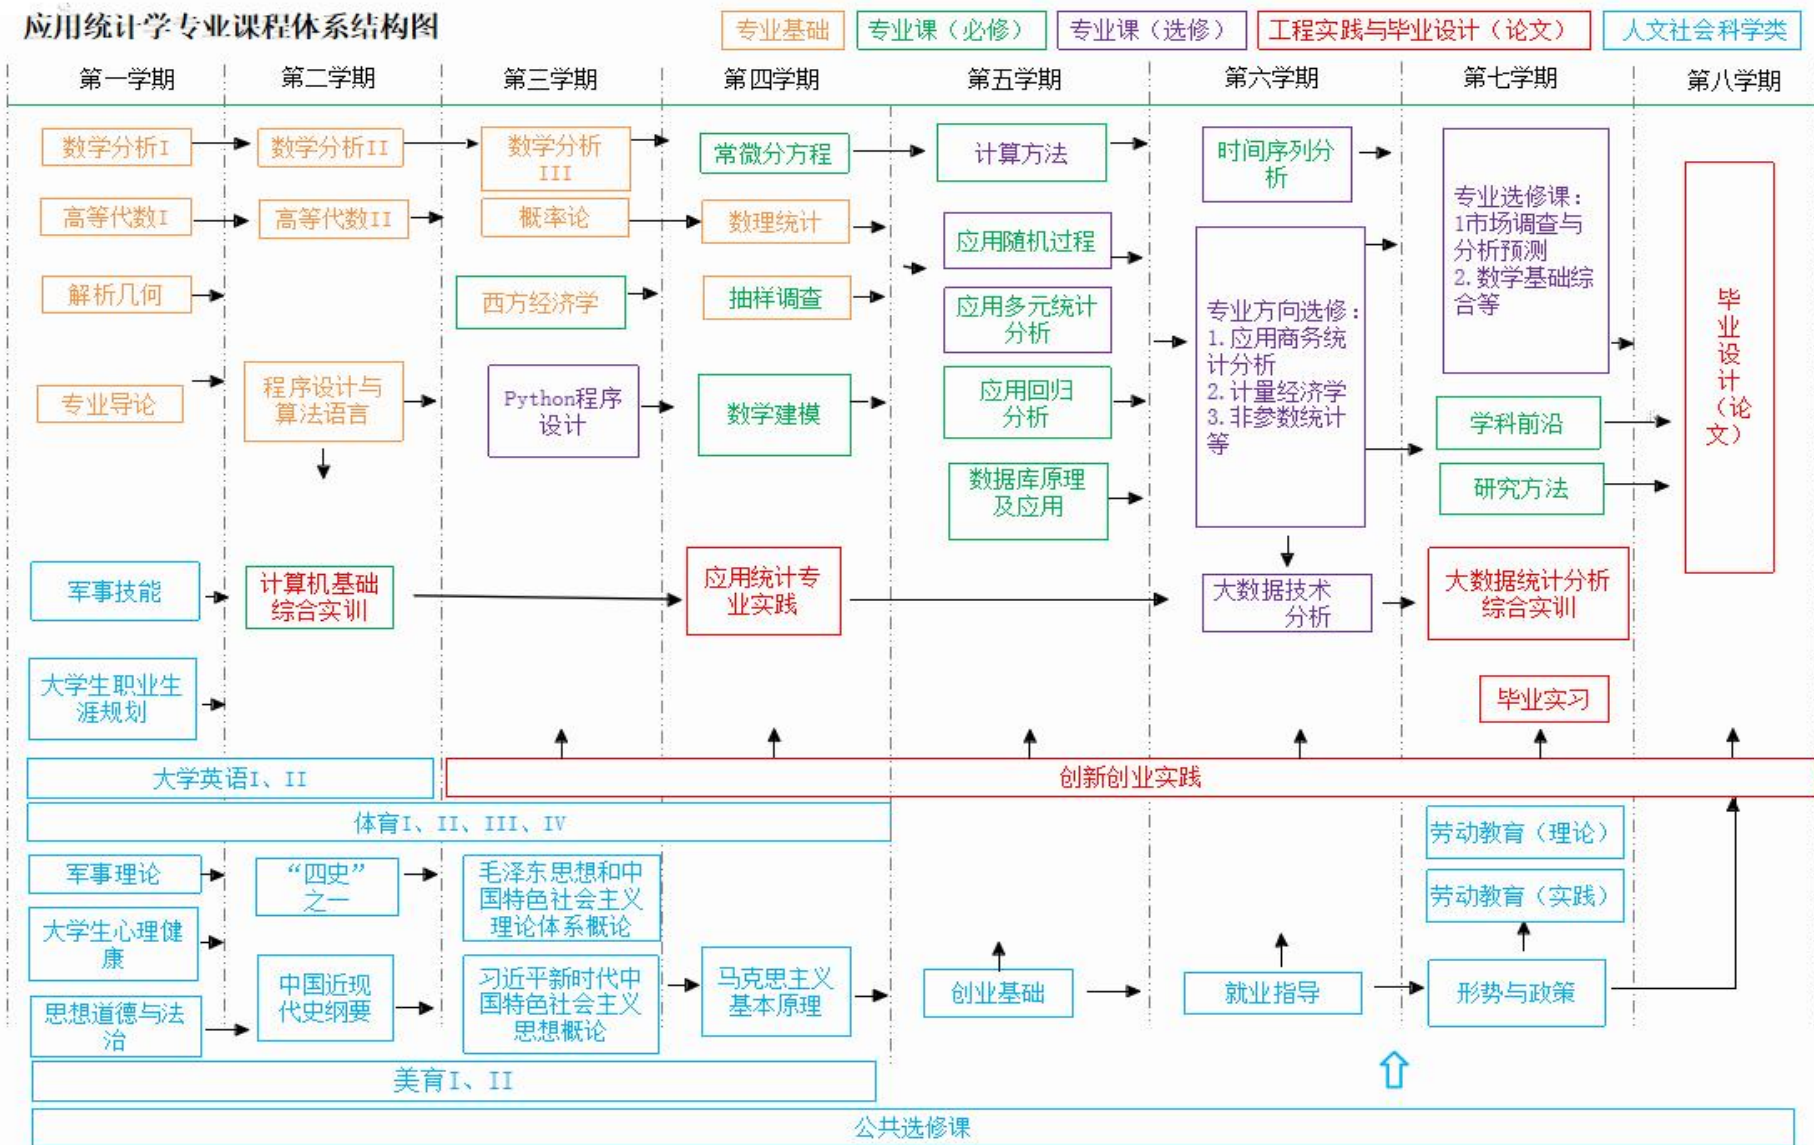 应用统计学专业课程体系结构图
专业基础
专业课（必修）
专业课（选修）
工程实践与毕业设计（论文）
人文社会科学类
第一学期
第二学期
第三学期
第四学期
第五学期
第六学期
第七学期
第八学期
数学分析I
数学分析II
数学分析
III
常微分方程
计算方法
时间序列分
析
专业选修课：
1市场调查与
分析预测
2.数学基础综
合等
毕
业
设
计
（论
文）
高等代数I
高等代数II
概率论
数理统计
应用随机过程
解析几何
西方经济学
抽样调查
应用多元统计
分析
专业方向选修：
1.应用商务统
计分析
2.计量经济学
3.非参数统计
等
专业导论
程序设计与
算法语言
Python程序
设计
数学建模
应用回归
分析
学科前沿
数据库原理
及应用
研究方法
军事技能
计算机基础
综合实训
应用统计专
业实践
大数据技术
分析
大数据统计分析
综合实训
大学生职业生
涯规划
毕业实习
大学英语I、II
创新创业实践
体育I、II、III、IV
劳动教育（理论）
军事理论
“四史”
之一
毛泽东思想和中
国特色社会主义
理论体系概论
劳动教育（实践）
大学生心理健
康
中国近现
代史纲要
习近平新时代中
国特色社会主义
思想概论
马克思主义
基本原理
创业基础
就业指导
形势与政策
思想道德与法
治
美育I、II
公共选修课